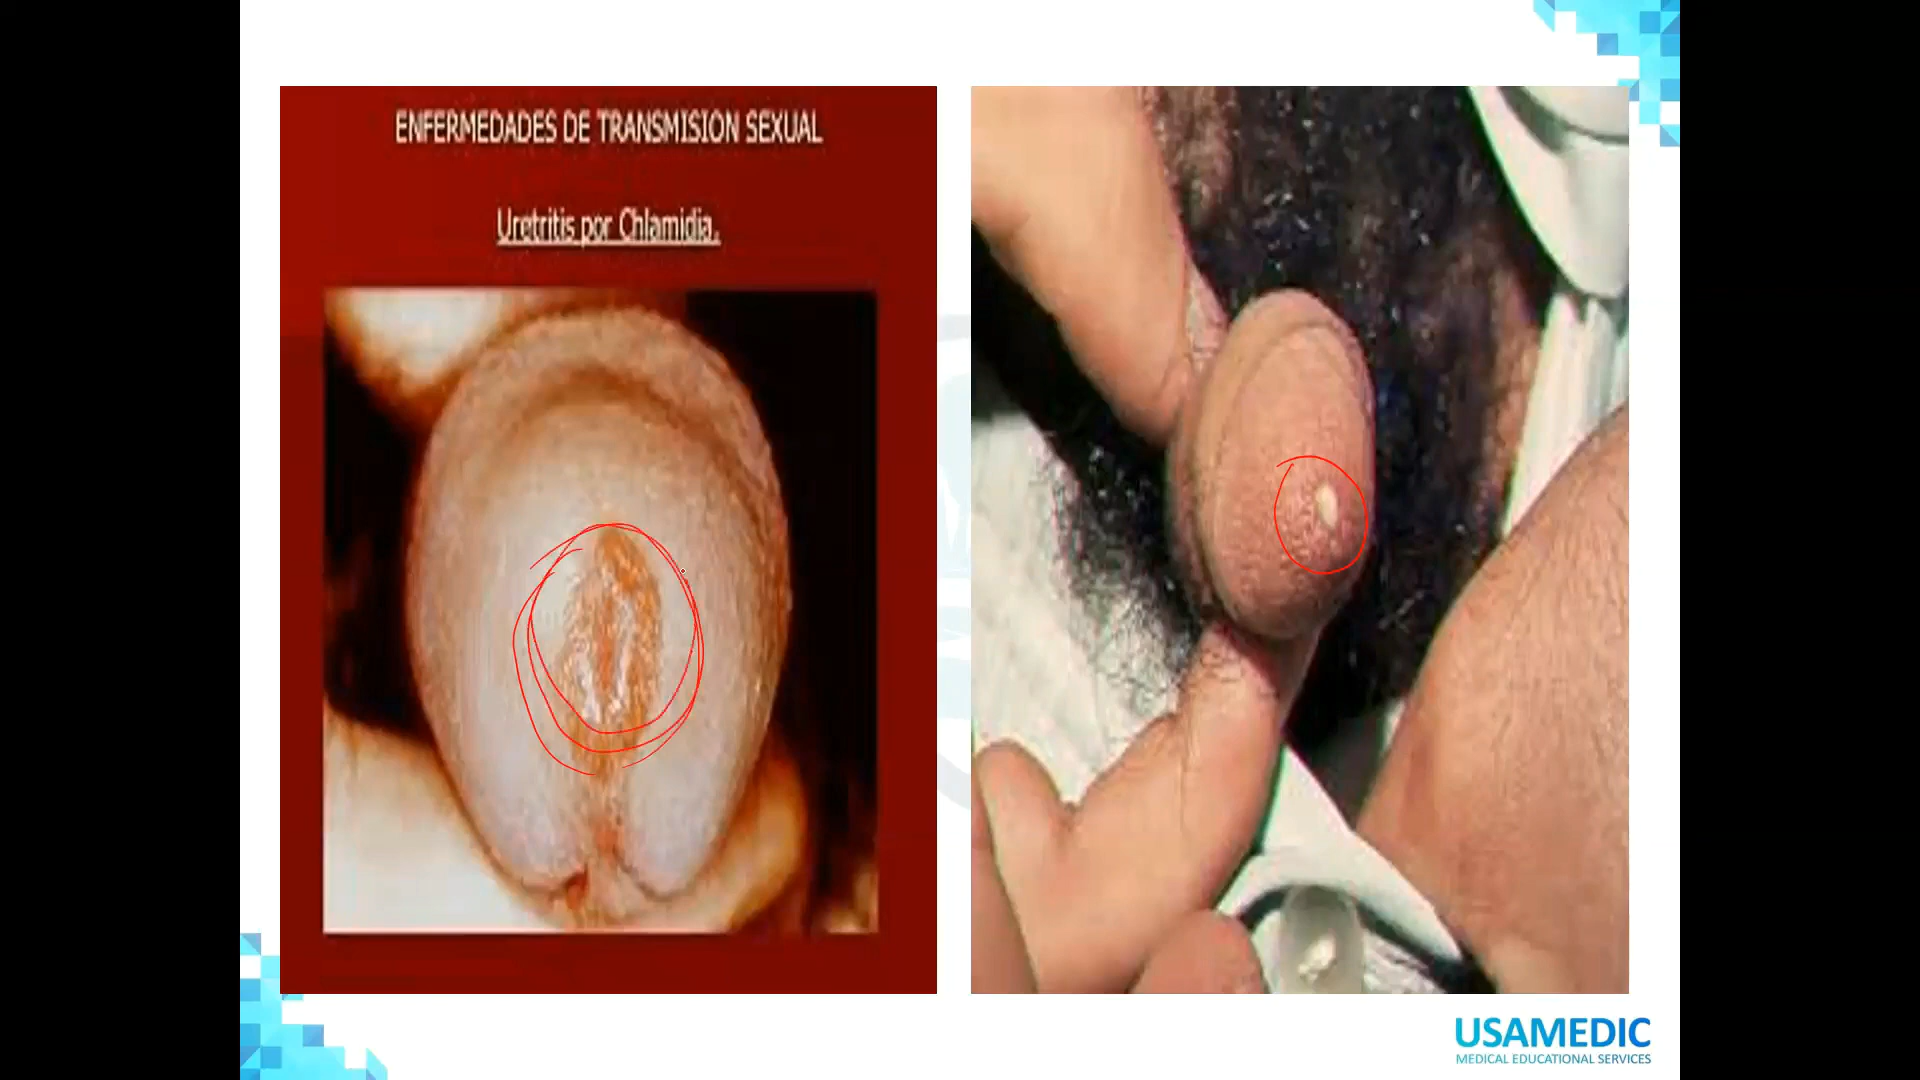 ENFERMEDADES DE TRANSMISION SEXUAL
Uretritis por Chlamidia.
USAMEDIC
MEDICAL EDUCATIONAL SERVICES